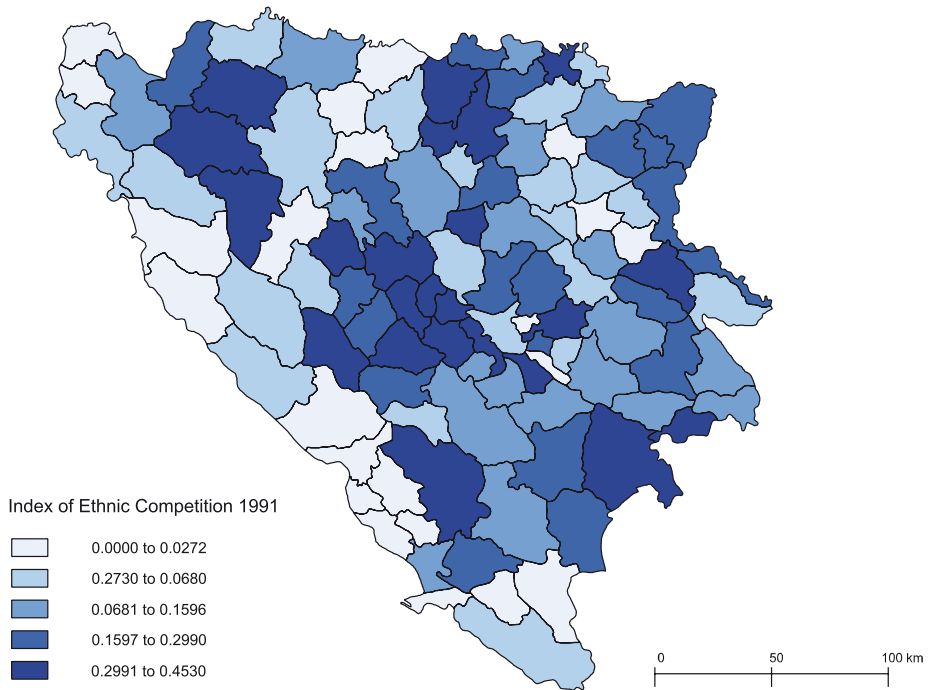 Index of Ethnic Competition 1991
0.0000 to 0.0272
0.2730 to 0.0680
0.0681 to 0.1596
0.1597 to 0.2990
0.2991 to 0.4530
0 50 100 km